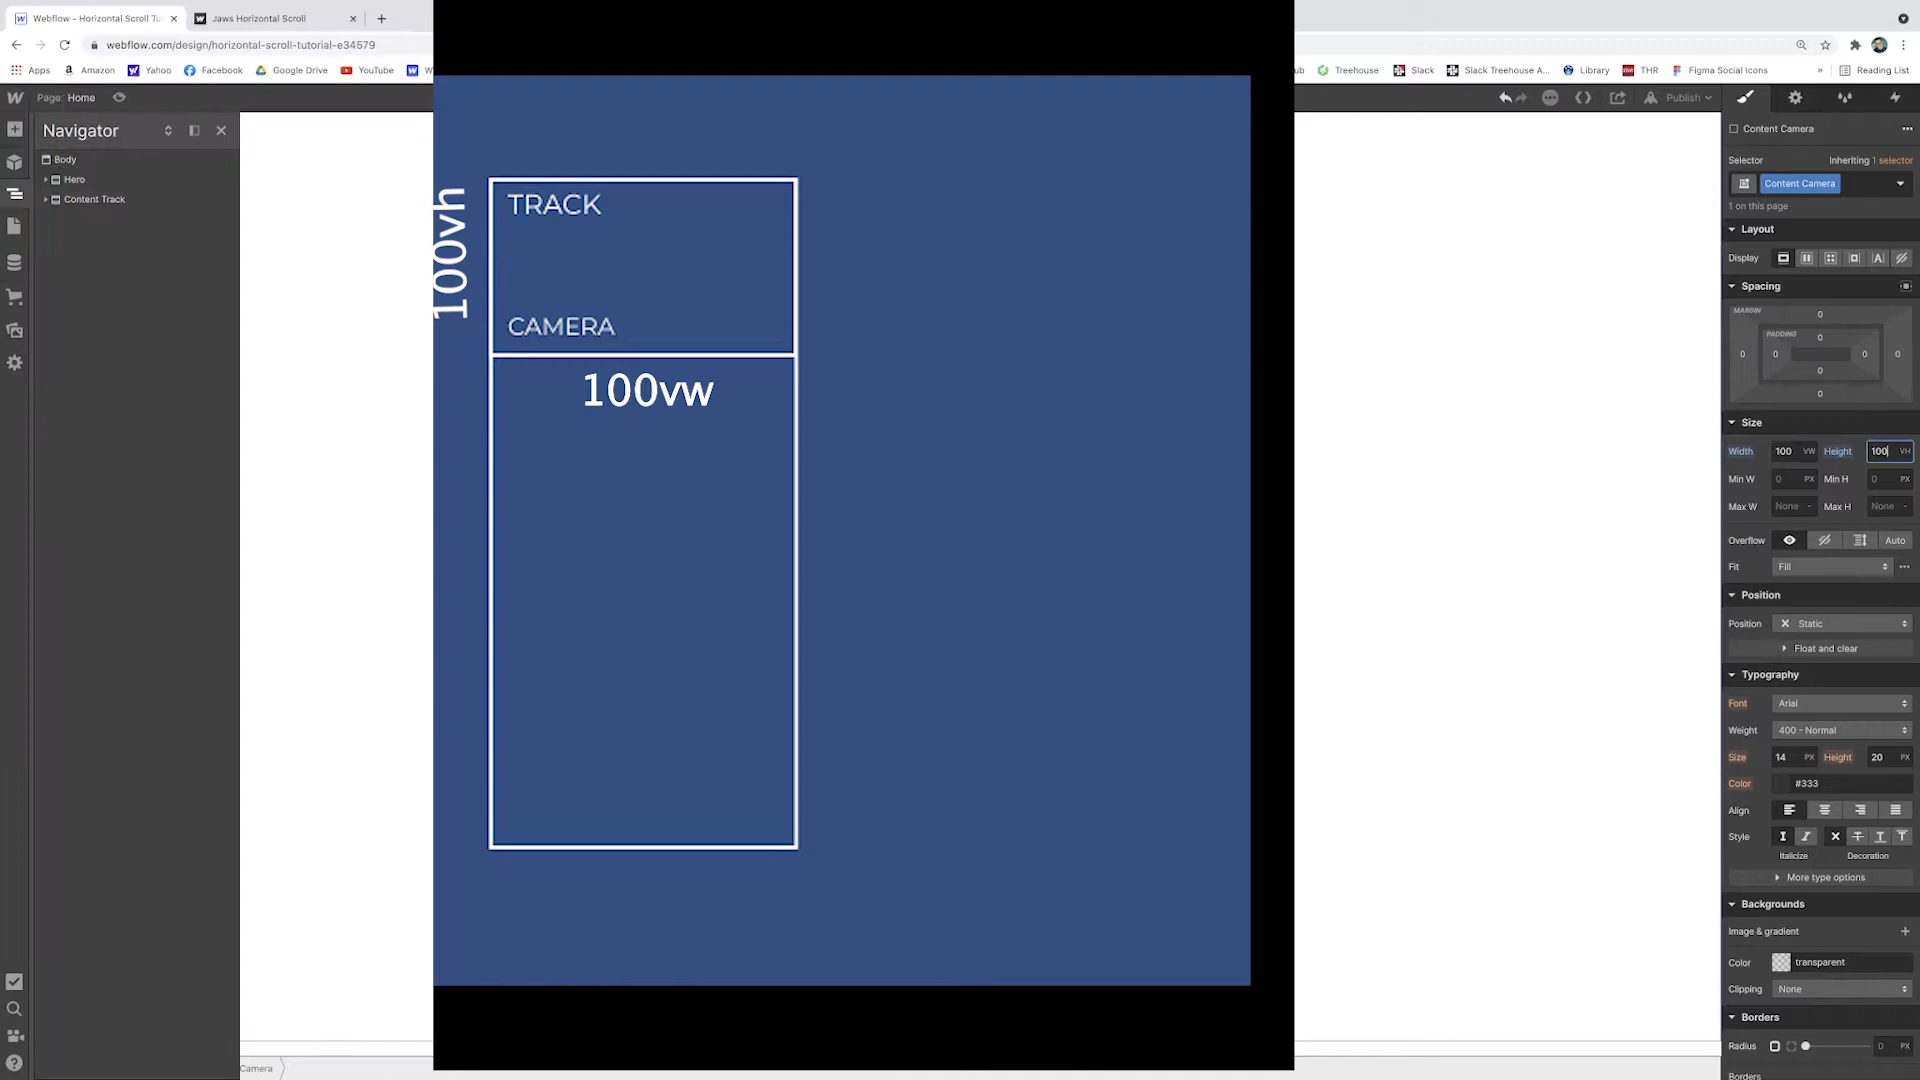 Webflow - Horizontal Scroll Tu
Jaws Horizontal Scroll
webflow.com/design/horizontal-scroll-tutorial-e34579
Apps
Amazon
Yahoo
Facebook
Google Drive
YouTube
W
ub
Treehouse
Slack
Slack Treehouse A...
Library
THR
Figma Social Icons
»
Reading List
Page: Home
Publish
Navigator
Body
Hero
Content Track
100vh
TRACK
CAMERA
100vw
Camera
Content Camera
Selector
Inheriting 1 selector
Content Camera
1 on this page
Layout
Display
Spacing
MARGIN
0
PADDING
0
0
0
0
0
0
0
Size
Width 100 VW Height 100 VH
Min W 0 PX Min H 0 PX
Max W None - Max H None -
Overflow Auto
Fit Fill
Position
Position Static
Float and clear
Typography
Font Arial
Weight 400 - Normal
Size 14 PX Height 20 PX
Color #333
Align
Style
Italicize Decoration
More type options
Backgrounds
Image & gradient
Color transparent
Clipping None
Borders
Radius 0 PX
Borders